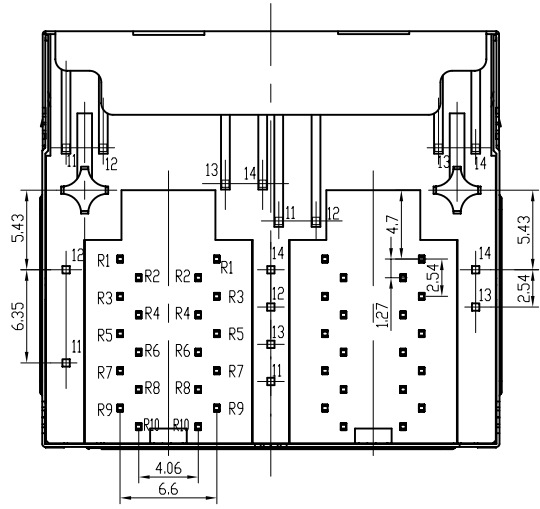 11 12 13 14 11 12 13 14
5.43 12 R1 R1 14 4.7 14 5.43
R2 R2 2.54
R3 12 R3 1.27 13 2.54
6.35 R4 R4
R5 R5 13
11 R6 R6
R7 R7 11
R8 R8
R9 R9
R10 R10
4.06
6.6